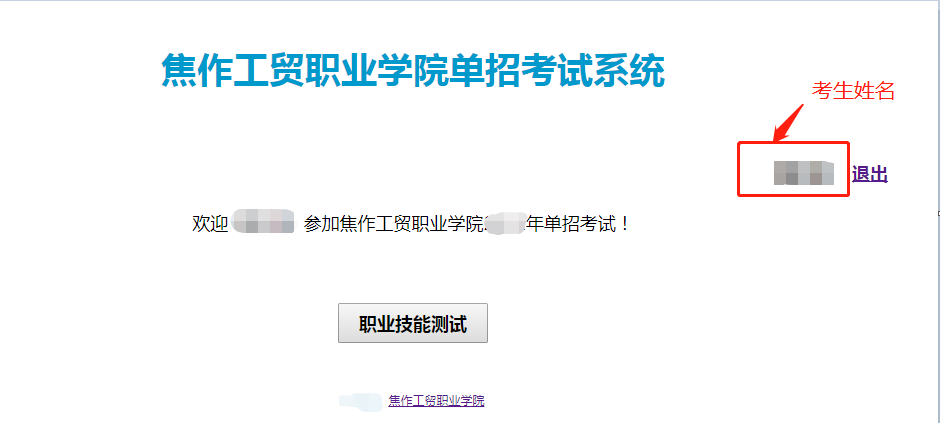 焦作工贸职业学院单招考试系统
考生姓名
退出
欢迎 参加焦作工贸职业学院 年单招考试！
职业技能测试
焦作工贸职业学院